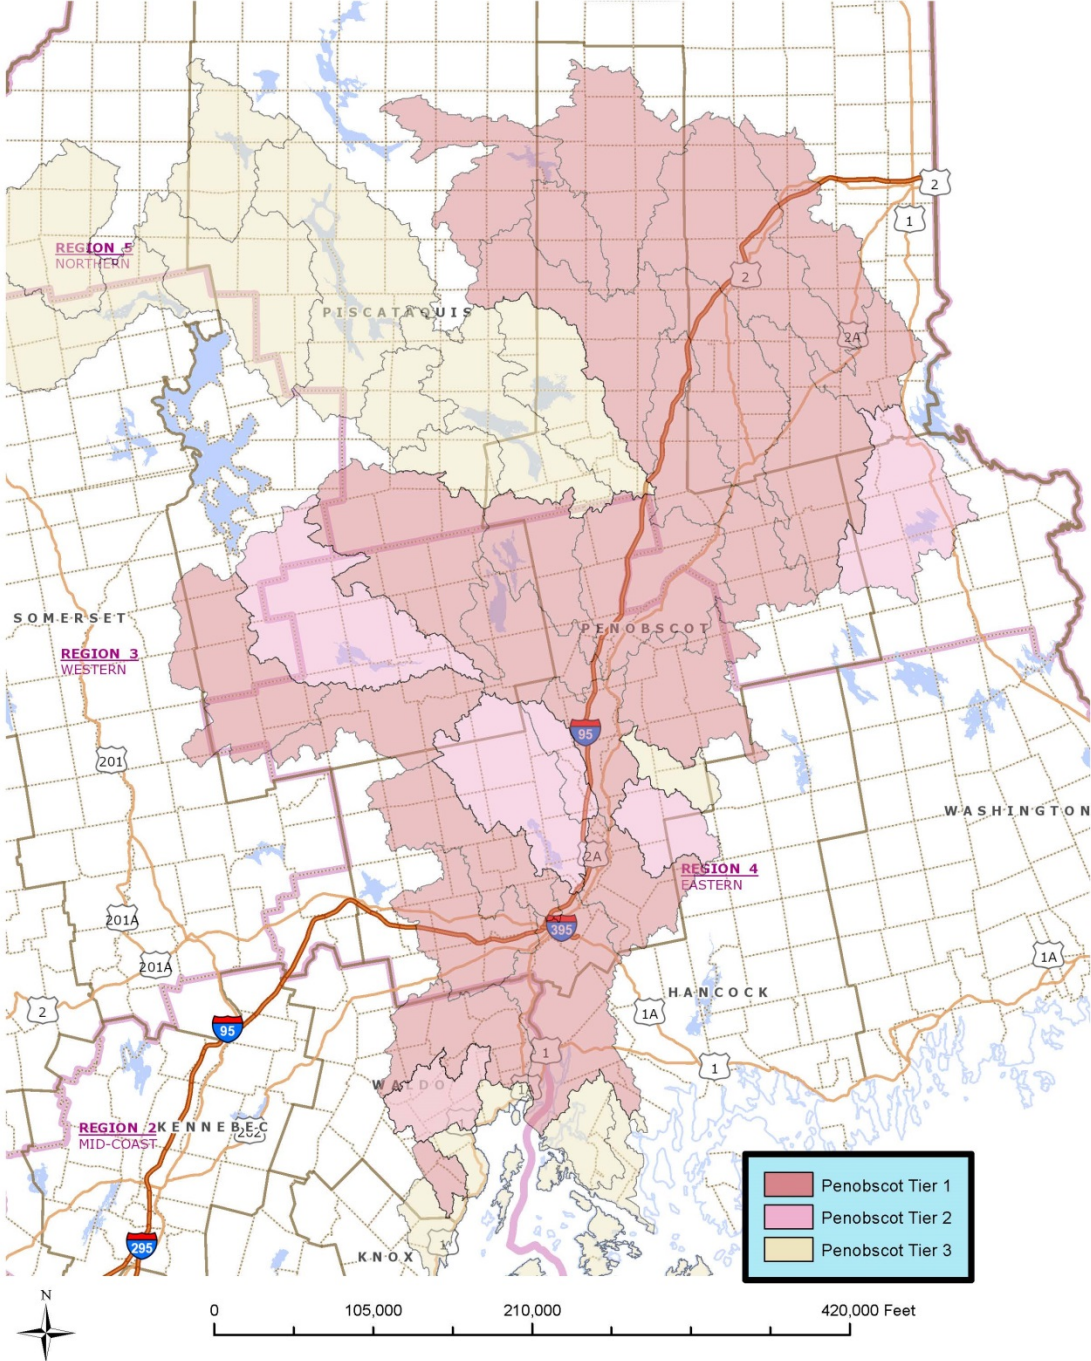 2
1
REGION 5
NORTHERN
2
PISCATAQUIS
2A
SOMERSET
PENOBSCOT
REGION 3
WESTERN
95
201
WASHINGTON
2A
REGION 4
EASTERN
201A
395
201A
1A
HANCOCK
2
1A
95
1
1
WALDO
1
REGION 2
MID-COAST
KENNEBEC
202
Penobscot Tier 1
Penobscot Tier 2
Penobscot Tier 3
295
KNOX
1
N
0 105,000 210,000 420,000 Feet